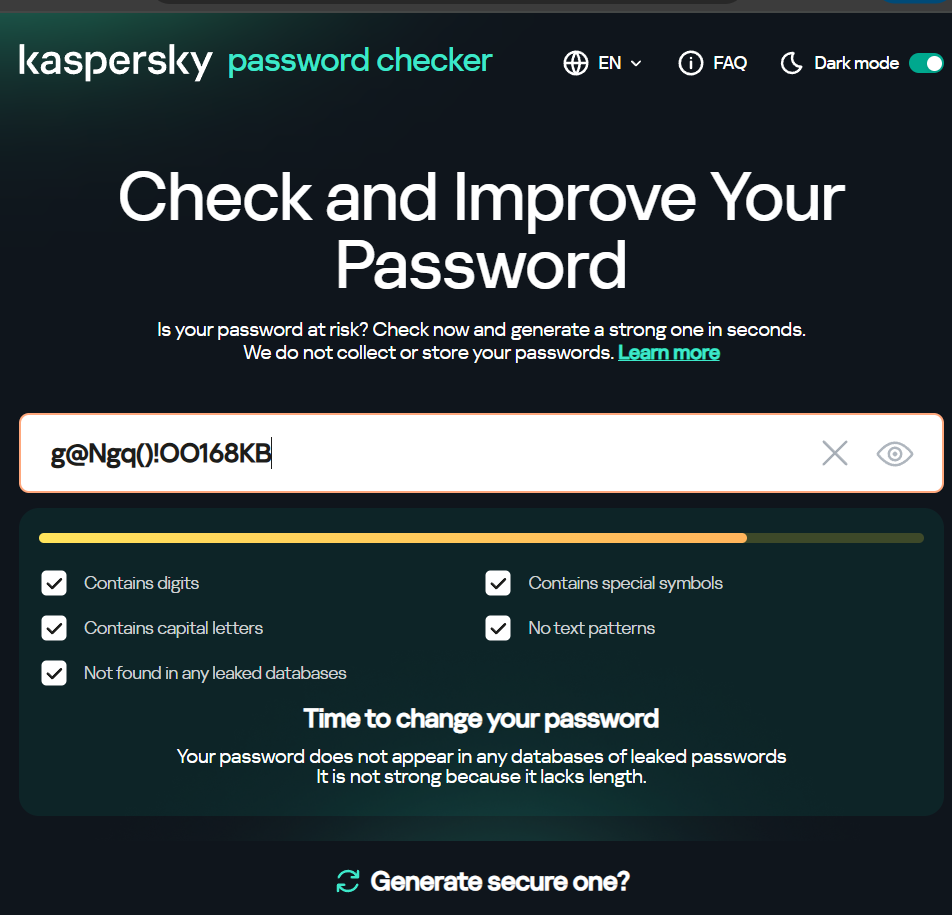 kaspersky password checker EN FAQ Dark mode
Check and Improve Your
Password
Is your password at risk? Check now and generate a strong one in seconds.
We do not collect or store your passwords. Learn more
g@Ngq()!OO168KB
Contains digits
Contains special symbols
Contains capital letters
No text patterns
Not found in any leaked databases
Time to change your password
Your password does not appear in any databases of leaked passwords
It is not strong because it lacks length.
Generate secure one?